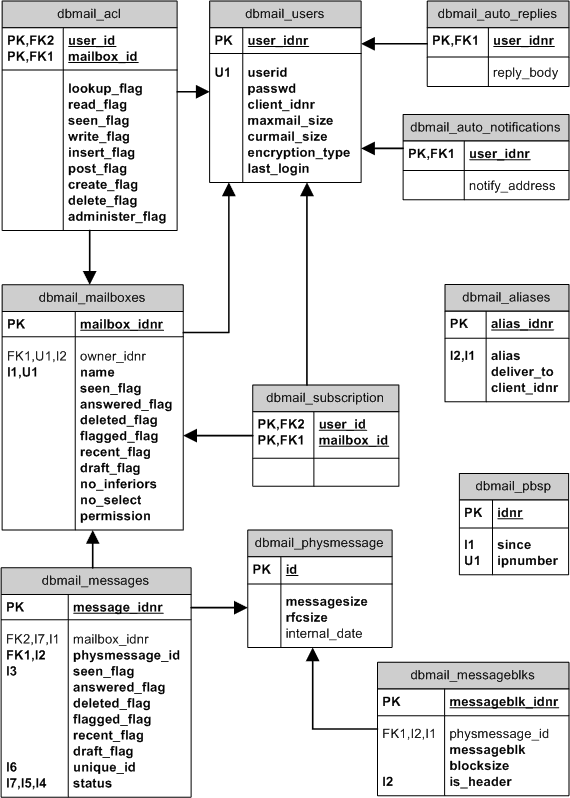 dbmail_acl
PK,FK2 user_id
PK,FK1 mailbox_id
lookup_flag
read_flag
seen_flag
write_flag
insert_flag
post_flag
create_flag
delete_flag
administer_flag
dbmail_users
PK user_idnr
U1 userid
passwd
client_idnr
maxmail_size
curmail_size
encryption_type
last_login
dbmail_auto_replies
PK,FK1 user_idnr
reply_body
dbmail_auto_notifications
PK,FK1 user_idnr
notify_address
dbmail_mailboxes
PK mailbox_idnr
FK1,U1,I2 owner_idnr
I1,U1 name
seen_flag
answered_flag
deleted_flag
flagged_flag
recent_flag
draft_flag
no_inferiors
no_select
permission
dbmail_subscription
PK,FK2 user_id
PK,FK1 mailbox_id
dbmail_aliases
PK alias_idnr
I2,I1 alias
deliver_to
client_idnr
dbmail_pbsp
PK idnr
I1 since
U1 ipnumber
dbmail_messages
PK message_idnr
FK2,I7,I1 mailbox_idnr
FK1,I2 physmessage_id
I3 seen_flag
answered_flag
deleted_flag
flagged_flag
recent_flag
draft_flag
I6 unique_id
I7,I5,I4 status
dbmail_physmessage
PK id
messagesize
rfcsize
internal_date
dbmail_messageblks
PK messageblk_idnr
FK1,I2,I1 physmessage_id
messageblk
blocksize
I2 is_header